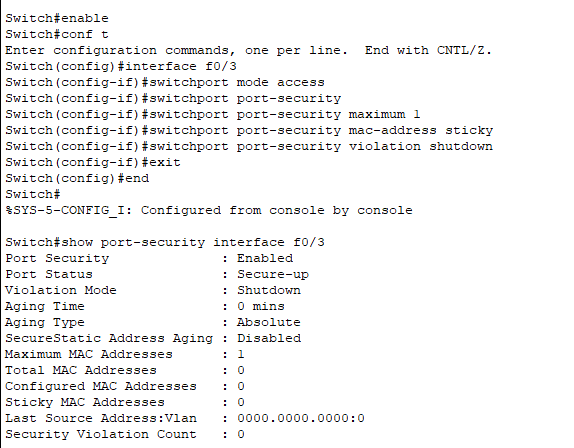 Switch#enable
Switch#conf t
Enter configuration commands, one per line.  End with CNTL/Z.
Switch(config)#interface f0/3
Switch(config-if)#switchport mode access
Switch(config-if)#switchport port-security
Switch(config-if)#switchport port-security maximum 1
Switch(config-if)#switchport port-security mac-address sticky
Switch(config-if)#switchport port-security violation shutdown
Switch(config-if)#exit
Switch(config)#end
Switch#
%SYS-5-CONFIG_I: Configured from console by console
Switch#show port-security interface f0/3
Port Security              : Enabled
Port Status                : Secure-up
Violation Mode             : Shutdown
Aging Time                 : 0 mins
Aging Type                 : Absolute
SecureStatic Address Aging : Disabled
Maximum MAC Addresses      : 1
Total MAC Addresses        : 0
Configured MAC Addresses   : 0
Sticky MAC Addresses       : 0
Last Source Address:Vlan   : 0000.0000.0000:0
Security Violation Count   : 0